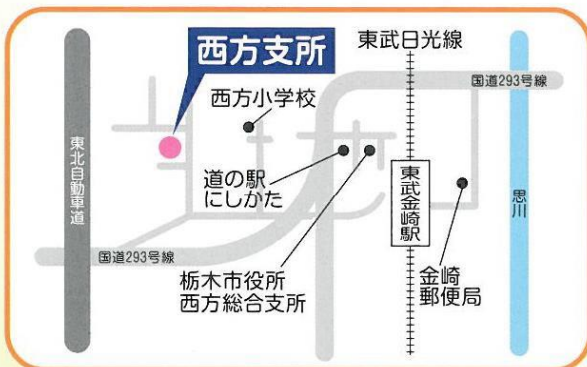 西方支所
東武日光線
国道293号線
西方小学校
東北自動車道
道の駅
にしかた
東武金崎駅
思川
国道293号線
栃木市役所
西方総合支所
金崎
郵便局